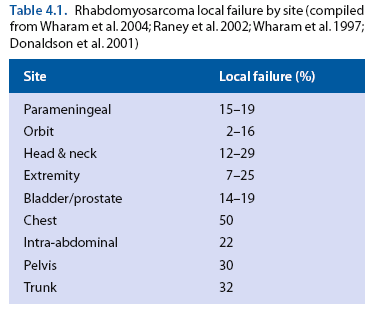 Table 4.1. Rhabdomyosarcoma local failure by site (compiled
from Wharam et al. 2004; Raney et al. 2002; Wharam et al. 1997;
Donaldson et al. 2001)
Site Local failure (%)
Parameningeal 15–19
Orbit 2–16
Head & neck 12–29
Extremity 7–25
Bladder/prostate 14–19
Chest 50
Intra-abdominal 22
Pelvis 30
Trunk 32